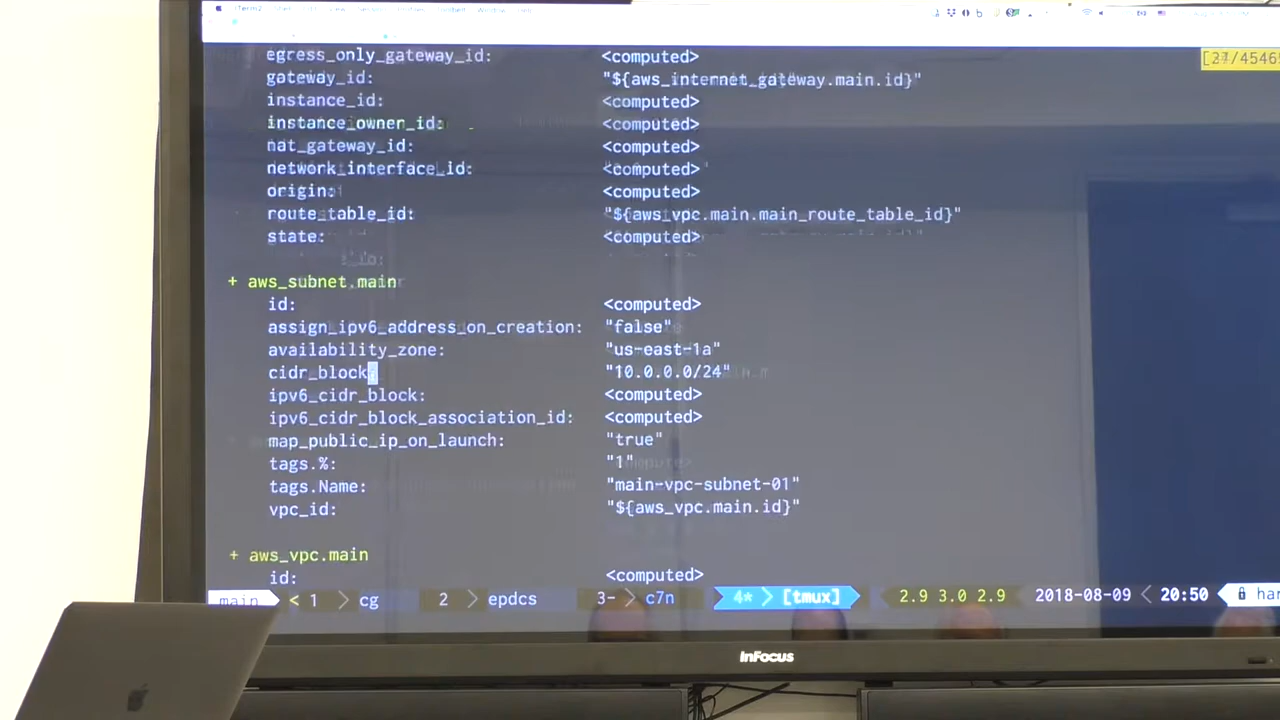 iTerm2
egress_only_gateway_id: <computed>
[27/4546
gateway_id: "${aws_internet_gateway.main.id}"
instance_id: <computed>
instance_owner_id: <computed>
nat_gateway_id: <computed>
network_interface_id: <computed>
origin: <computed>
route_table_id: "${aws_vpc.main.main_route_table_id}"
state: <computed>
+ aws_subnet.main
id: <computed>
assign_ipv6_address_on_creation: "false"
availability_zone: "us-east-1a"
cidr_block: "10.0.0.0/24"
ipv6_cidr_block: <computed>
ipv6_cidr_block_association_id: <computed>
map_public_ip_on_launch: "true"
tags.%: "1"
tags.Name: "main-vpc-subnet-01"
vpc_id: "${aws_vpc.main.id}"
+ aws_vpc.main
id: <computed>
main < 1 > cg 2 > epdcs 3- > c7n 4* > [tmux] 2.9 3.0 2.9 2018-08-09 < 20:50 har
InFocus